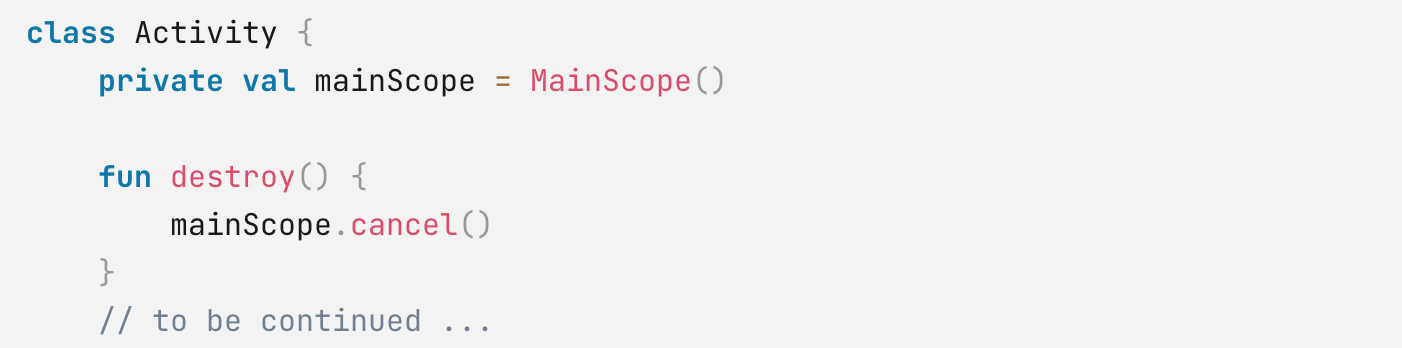 class Activity {
    private val mainScope = MainScope()

    fun destroy() {
        mainScope.cancel()
    }
    // to be continued ...